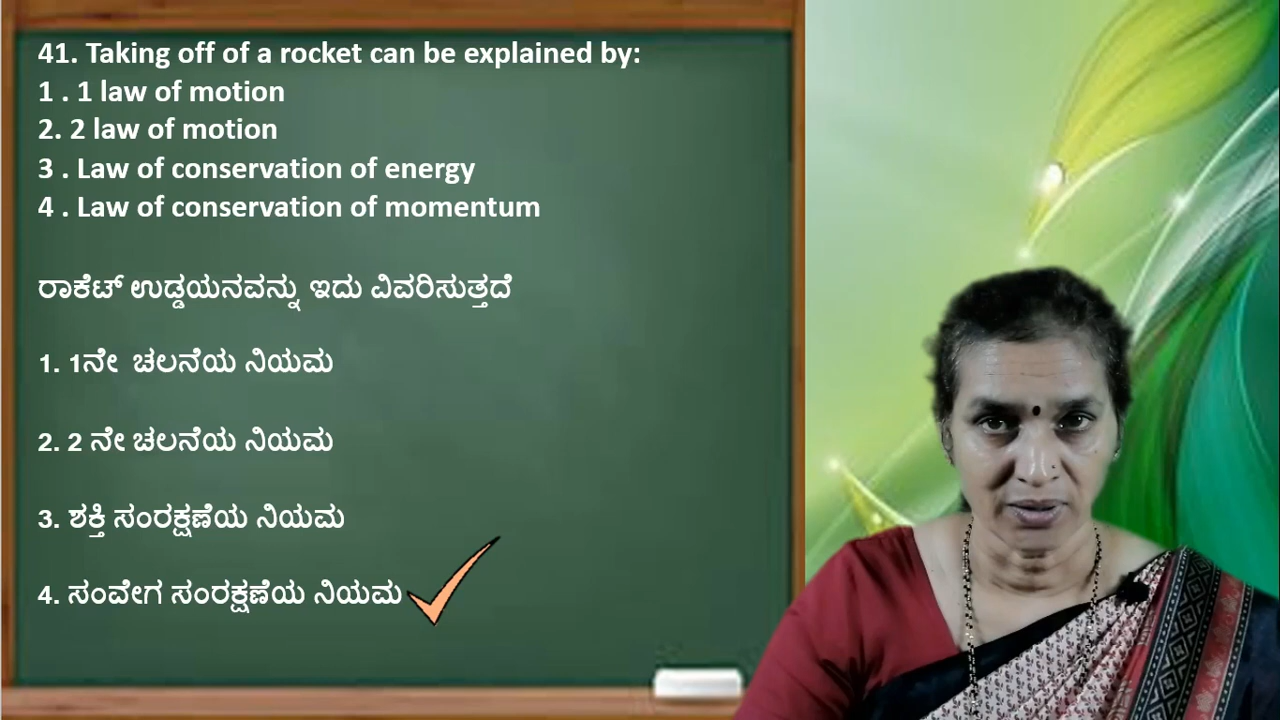 41. Taking off of a rocket can be explained by:
1 . 1 law of motion
2. 2 law of motion
3 . Law of conservation of energy
4 . Law of conservation of momentum
ರಾಕೆಟ್ ಉಡ್ಡಯನವನ್ನು ಇದು ವಿವರಿಸುತ್ತದೆ
1. 1ನೇ ಚಲನೆಯ ನಿಯಮ
2. 2 ನೇ ಚಲನೆಯ ನಿಯಮ
3. ಶಕ್ತಿ ಸಂರಕ್ಷಣೆಯ ನಿಯಮ
4. ಸಂವೇಗ ಸಂರಕ್ಷಣೆಯ ನಿಯಮ